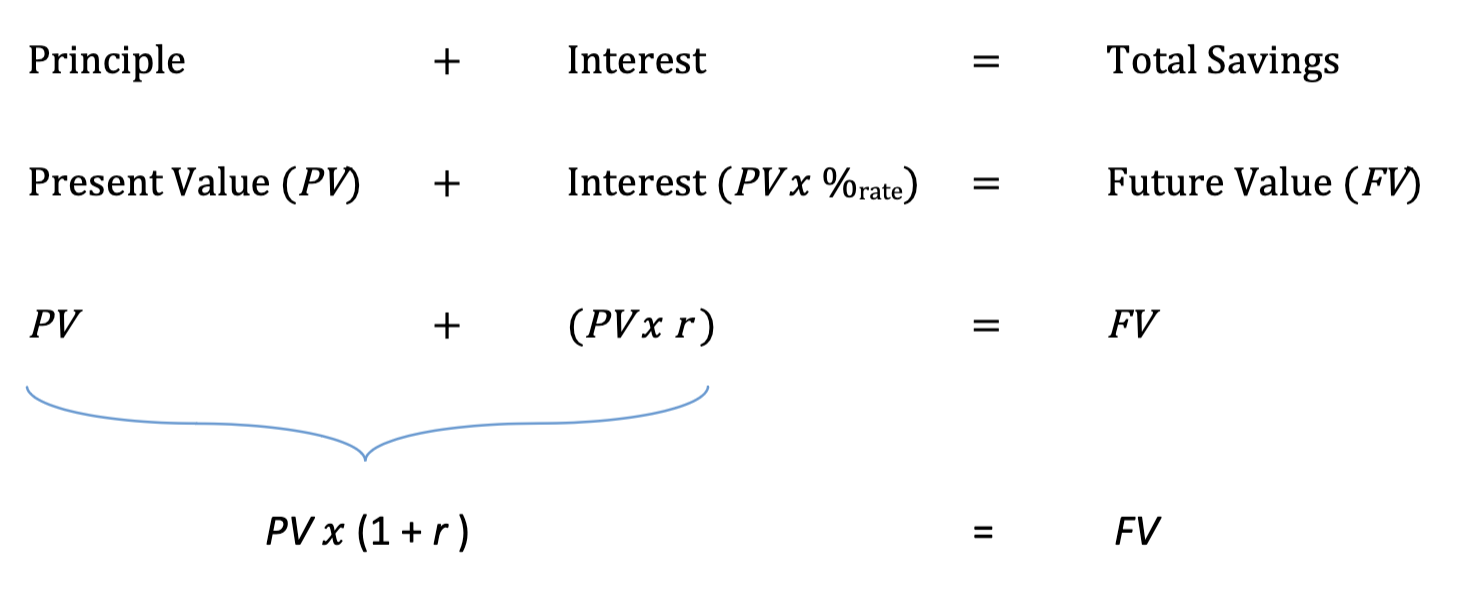 Principle + Interest = Total Savings
Present Value (PV) + Interest (PV x %rate) = Future Value (FV)
PV + (PV x r) = FV
PV x (1 + r ) = FV